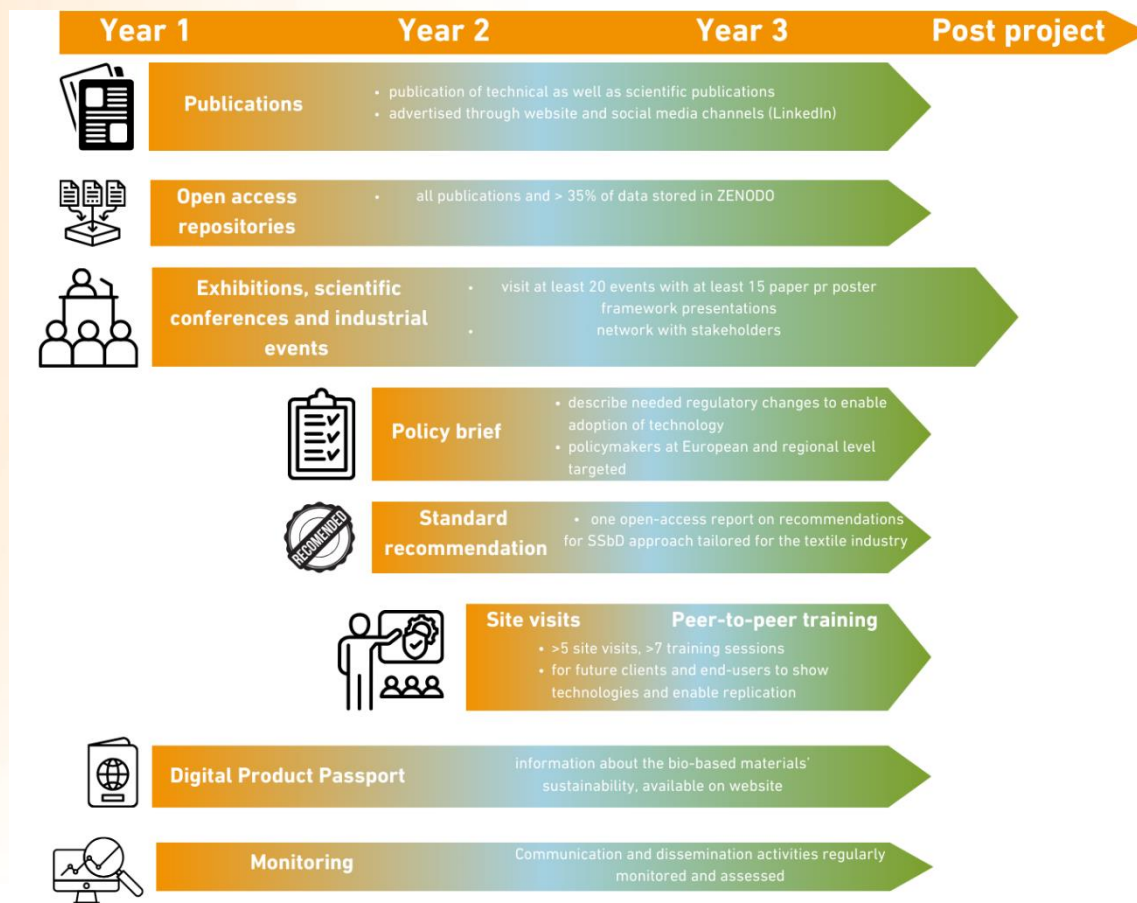 Year 1 Year 2 Year 3 Post project
Publications
• publication of technical as well as scientific publications
• advertised through website and social media channels (LinkedIn)
Open access
repositories
• all publications and > 35% of data stored in ZENODO
Exhibitions, scientific
conferences and industrial
events
• visit at least 20 events with at least 15 paper pr poster
framework presentations
• network with stakeholders
Policy brief
• describe needed regulatory changes to enable
adoption of technology
• policymakers at European and regional level
targeted
RECOMENDED
Standard
recommendation
• one open-access report on recommendations
for SSbD approach tailored for the textile industry
Site visits Peer-to-peer training
• >5 site visits, >7 training sessions
• for future clients and end-users to show
technologies and enable replication
Digital Product Passport
information about the bio-based materials'
sustainability, available on website
Monitoring
Communication and dissemination activities regularly
monitored and assessed